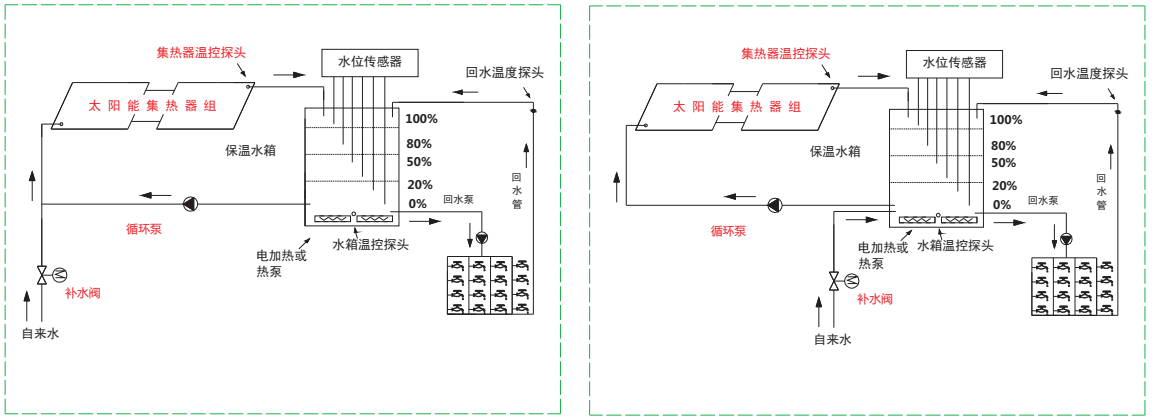 集热器温控探头
水位传感器
回水温度探头
太阳能集热器组
100%
80%
50%
20%
0%
保温水箱
回水管
回水泵
循环泵
水箱温控探头
电加热或
热泵
M
补水阀
自来水
集热器温控探头
水位传感器
回水温度探头
太阳能集热器组
100%
80%
50%
20%
0%
保温水箱
回水管
回水泵
循环泵
水箱温控探头
电加热或
热泵
M
补水阀
自来水